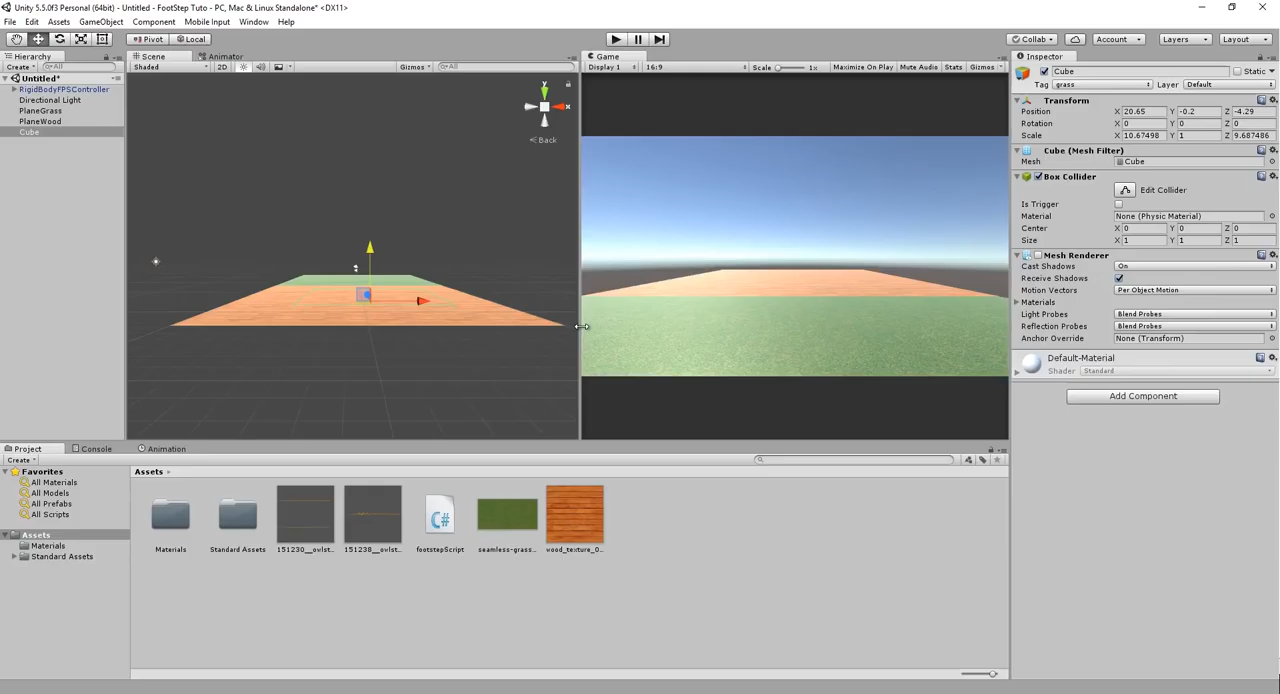 Unity 5.5.0f3 Personal (64bit) - Untitled - FootStep Tuto - PC, Mac & Linux Standalone* <DX11>
File Edit Assets GameObject Component Mobile Input Window Help
Pivot Local Collab Account Layers Layout
Hierarchy
Create All
Untitled*
RigidBodyFPSController
Directional Light
PlaneGrass
PlaneWood
Cube
Scene Animator
Shaded 2D Gizmos All
y
x
Back
Game
Display 1 16:9 Scale 1x Maximize On Play Mute Audio Stats Gizmos
Inspector
Cube Static
Tag grass Layer Default
Transform
Position X 20.65 Y -0.2 Z -4.29
Rotation X 0 Y 0 Z 0
Scale X 10.67498 Y 1 Z 9.687486
Cube (Mesh Filter)
Mesh Cube
Box Collider
Edit Collider
Is Trigger
Material None (Physic Material)
Center X 0 Y 0 Z 0
Size X 1 Y 1 Z 1
Mesh Renderer
Cast Shadows On
Receive Shadows
Motion Vectors Per Object Motion
Materials
Light Probes Blend Probes
Reflection Probes Blend Probes
Anchor Override None (Transform)
Default-Material
Shader Standard
Add Component
Project Console Animation
Create
Favorites
All Materials
All Models
All Prefabs
All Scripts
Assets
Materials
Standard Assets
Assets
Materials Standard Assets 151230__owlst... 151238__owlst... footstepScript seamless-grass... wood_texture_0...
C#